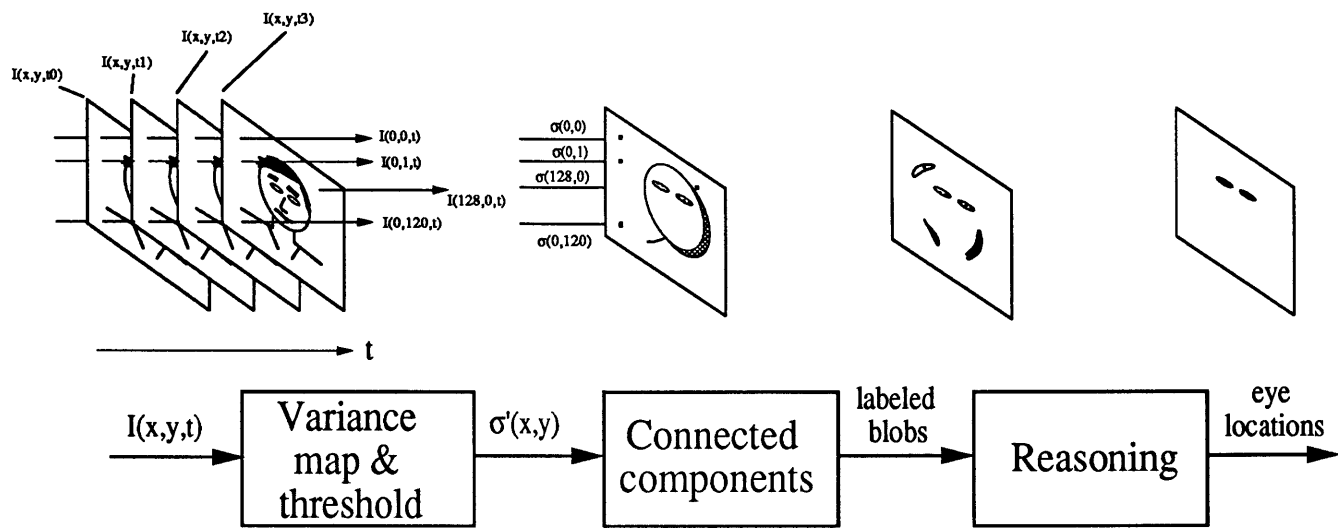 I(x,y,t3)
I(x,y,t2)
I(x,y,t1)
I(x,y,t0)
I(0,0,t)
I(0,1,t)
I(128,0,t)
I(0,120,t)
σ(0,0)
σ(0,1)
σ(128,0)
σ(0,120)
t
I(x,y,t)
Variance
map &
threshold
σ'(x,y)
Connected
components
labeled
blobs
Reasoning
eye
locations